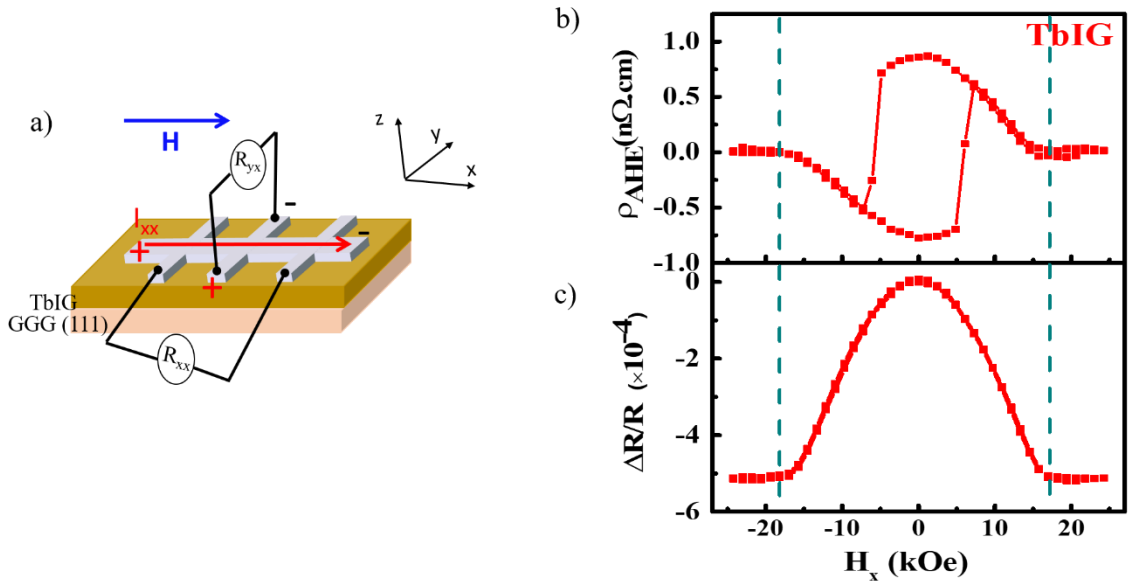 a)
H
z
y
x
R_yx
-
I_xx
+
-
+
TbIG
GGG (111)
R_xx
b)
TbIG
ρ_AHE(nΩ.cm)
1.0
0.5
0.0
-0.5
-1.0
c)
ΔR/R (×10⁻⁴)
0
-2
-4
-6
-20 -10 0 10 20
H_x (kOe)